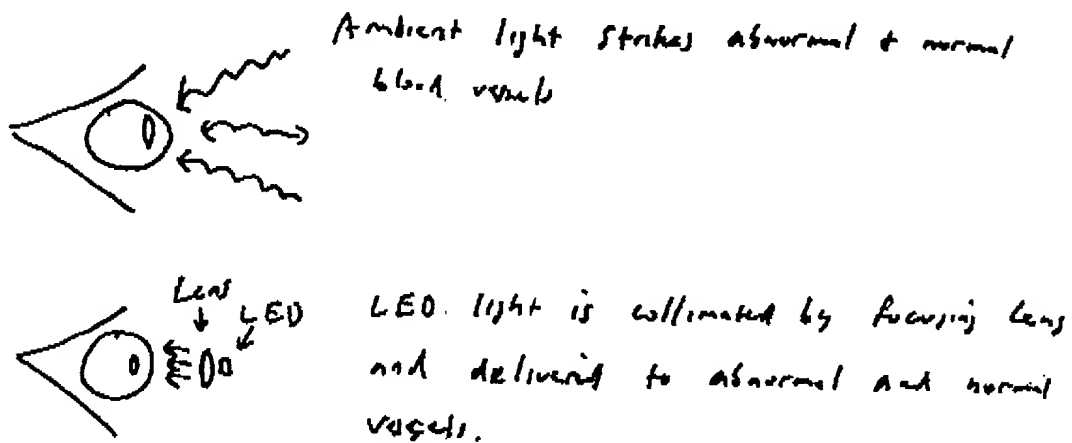 Ambient light strikes abnormal + normal
blood vessels
Lens
LED
LED light is collimated by focusing lens
and delivered to abnormal and normal
vessels.